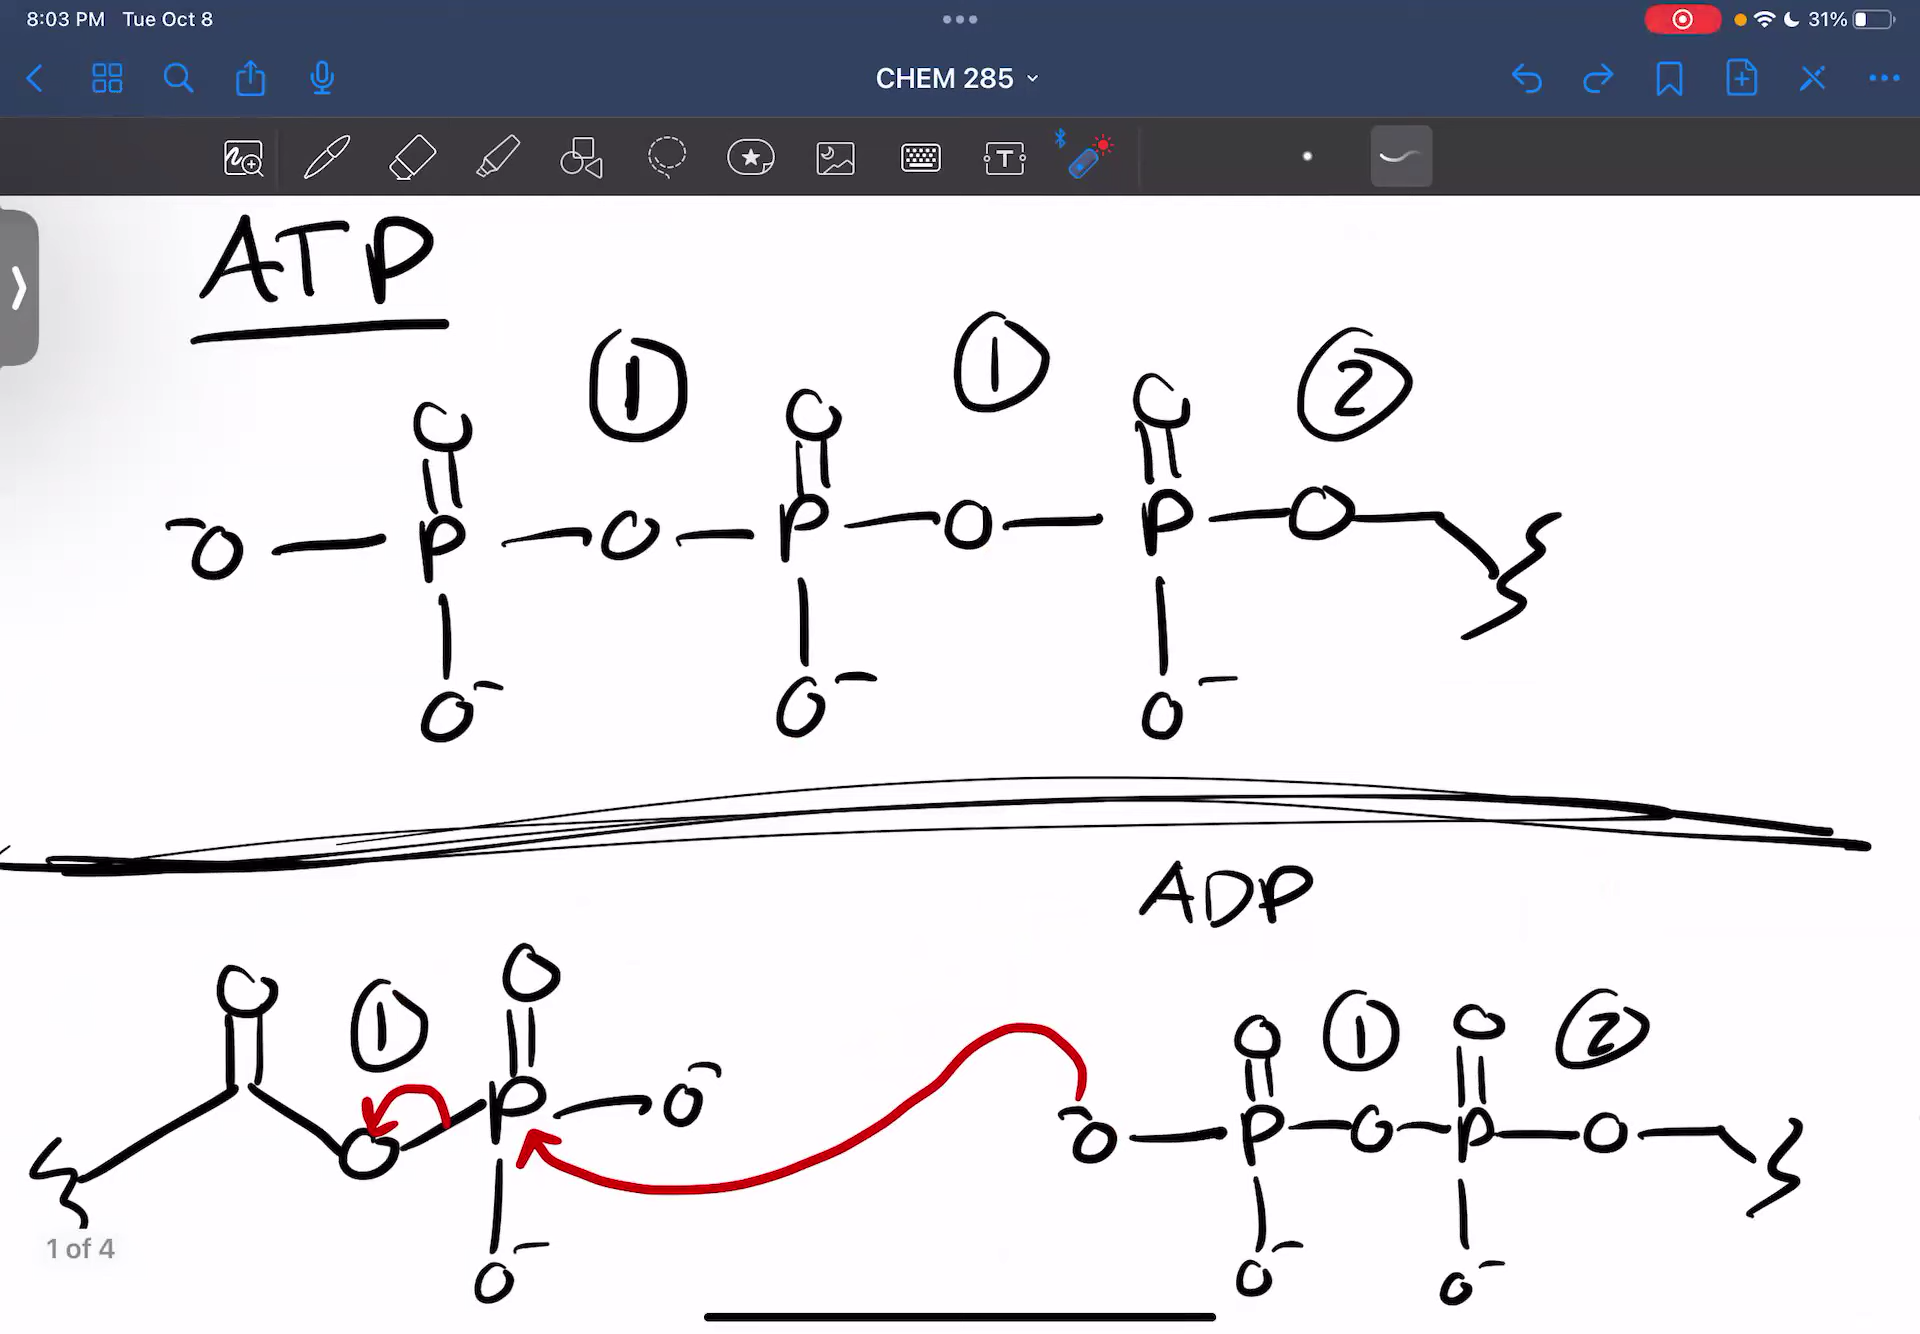 8:03 PM Tue Oct 8
31%
CHEM 285
T
ATP
① ① ②
O O O
⁻O — P — O — P — O — P — O
O⁻ O⁻ O⁻
ADP
O ① O
O ① O ②
O P — O⁻
⁻O — P — O — P — O
O⁻ O⁻ O⁻
1 of 4